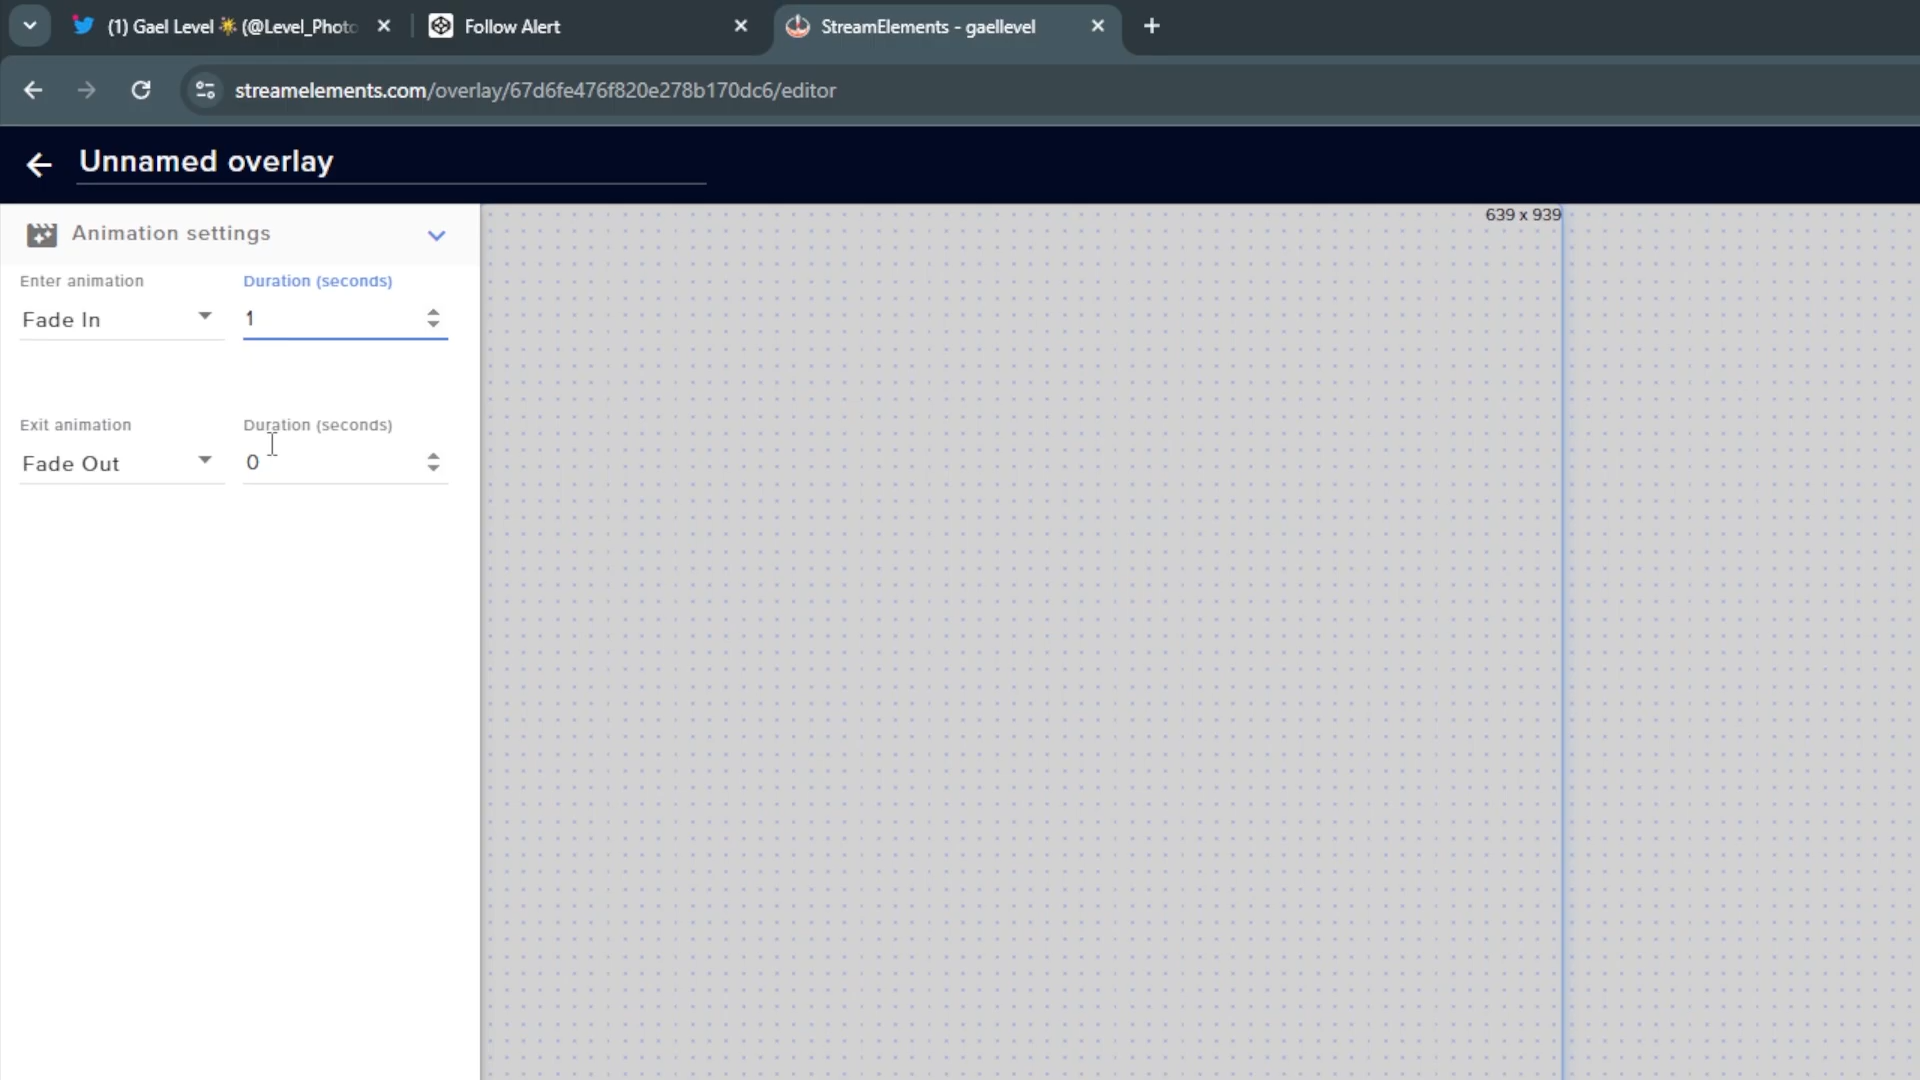 (1) Gael Level ☀ (@Level_Photo
Follow Alert
StreamElements - gaellevel
streamelements.com/overlay/67d6fe476f820e278b170dc6/editor
Unnamed overlay
639 x 939
Animation settings
Enter animation Duration (seconds)
Fade In 1
Exit animation Duration (seconds)
Fade Out 0